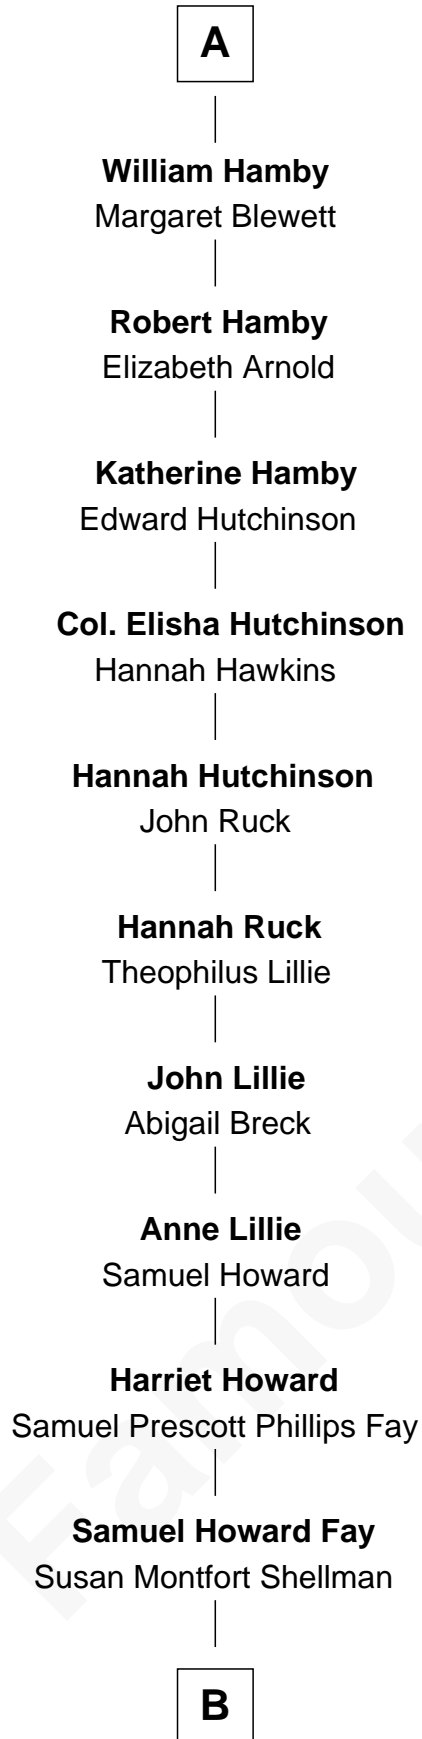 A
William Hamby
Margaret Blewett
Robert Hamby
Elizabeth Arnold
Katherine Hamby
Edward Hutchinson
Col. Elisha Hutchinson
Hannah Hawkins
Hannah Hutchinson
John Ruck
Hannah Ruck
Theophilus Lillie
John Lillie
Abigail Breck
Anne Lillie
Samuel Howard
Harriet Howard
Samuel Prescott Phillips Fay
Samuel Howard Fay
Susan Montfort Shellman
B